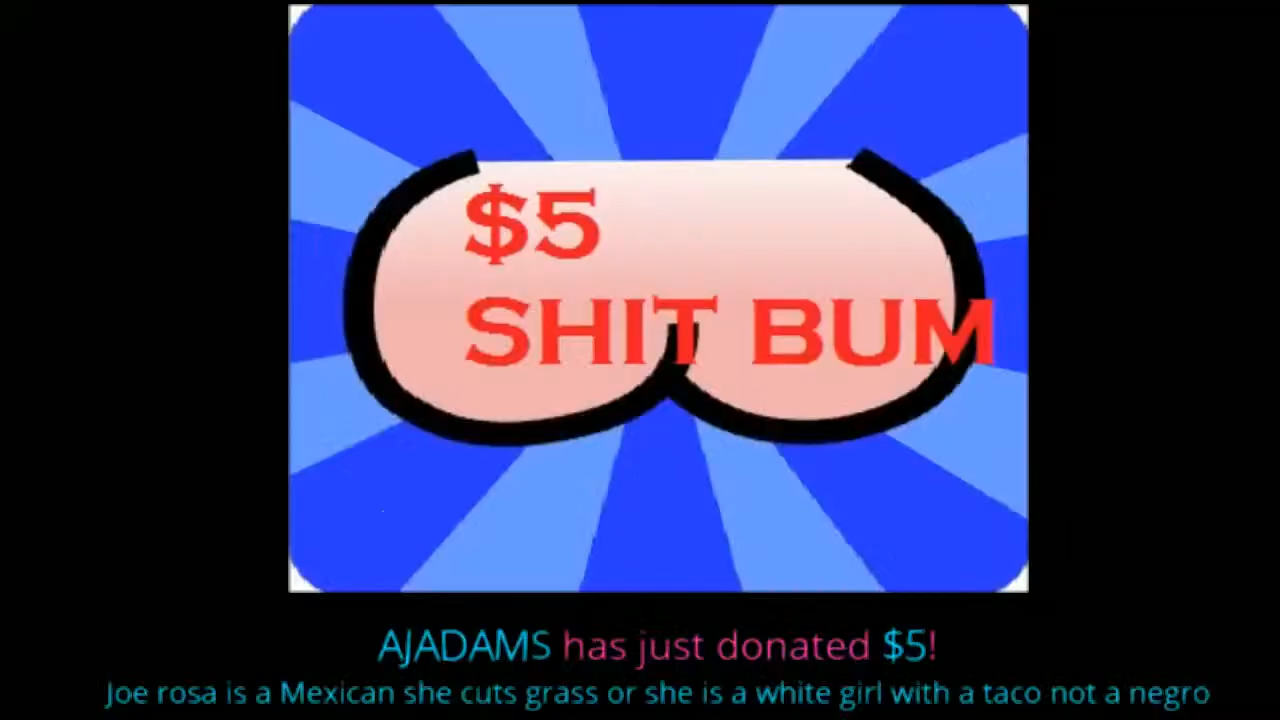 $5
SHIT BUM
AJADAMS has just donated $5!
Joe rosa is a Mexican she cuts grass or she is a white girl with a taco not a negro